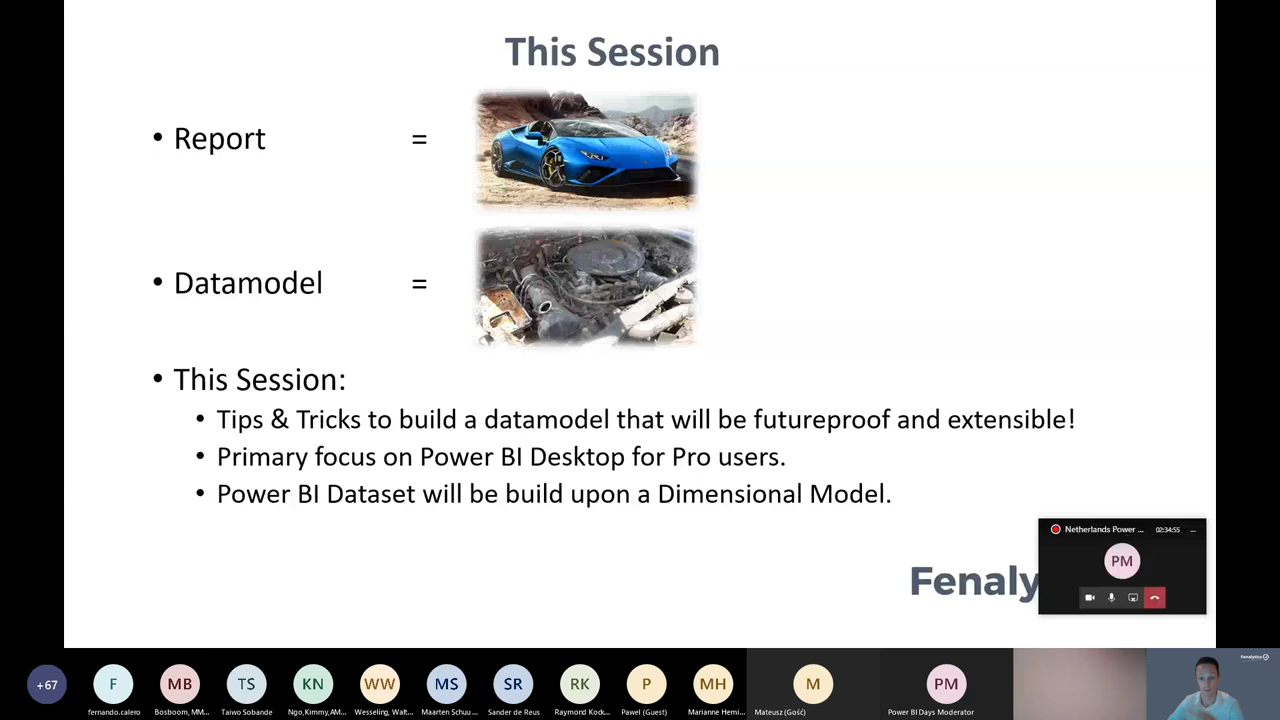 This Session
• Report =
• Datamodel =
• This Session:
• Tips & Tricks to build a datamodel that will be futureproof and extensible!
• Primary focus on Power BI Desktop for Pro users.
• Power BI Dataset will be build upon a Dimensional Model.
Netherlands Power ... 02:34:55
PM
Fenaly
+67 F MB TS KN WW MS SR RK P MH M PM
fernando.calero Bosboom, MM... Taiwo Sobande Ngo,Kimmy,AM... Wesseling, Walt... Maarten Schuu... Sander de Reus Raymond Kock... Paweł (Guest) Marianne Hemi... Mateusz (Gość) Power BI Days Moderator
Fenalytics